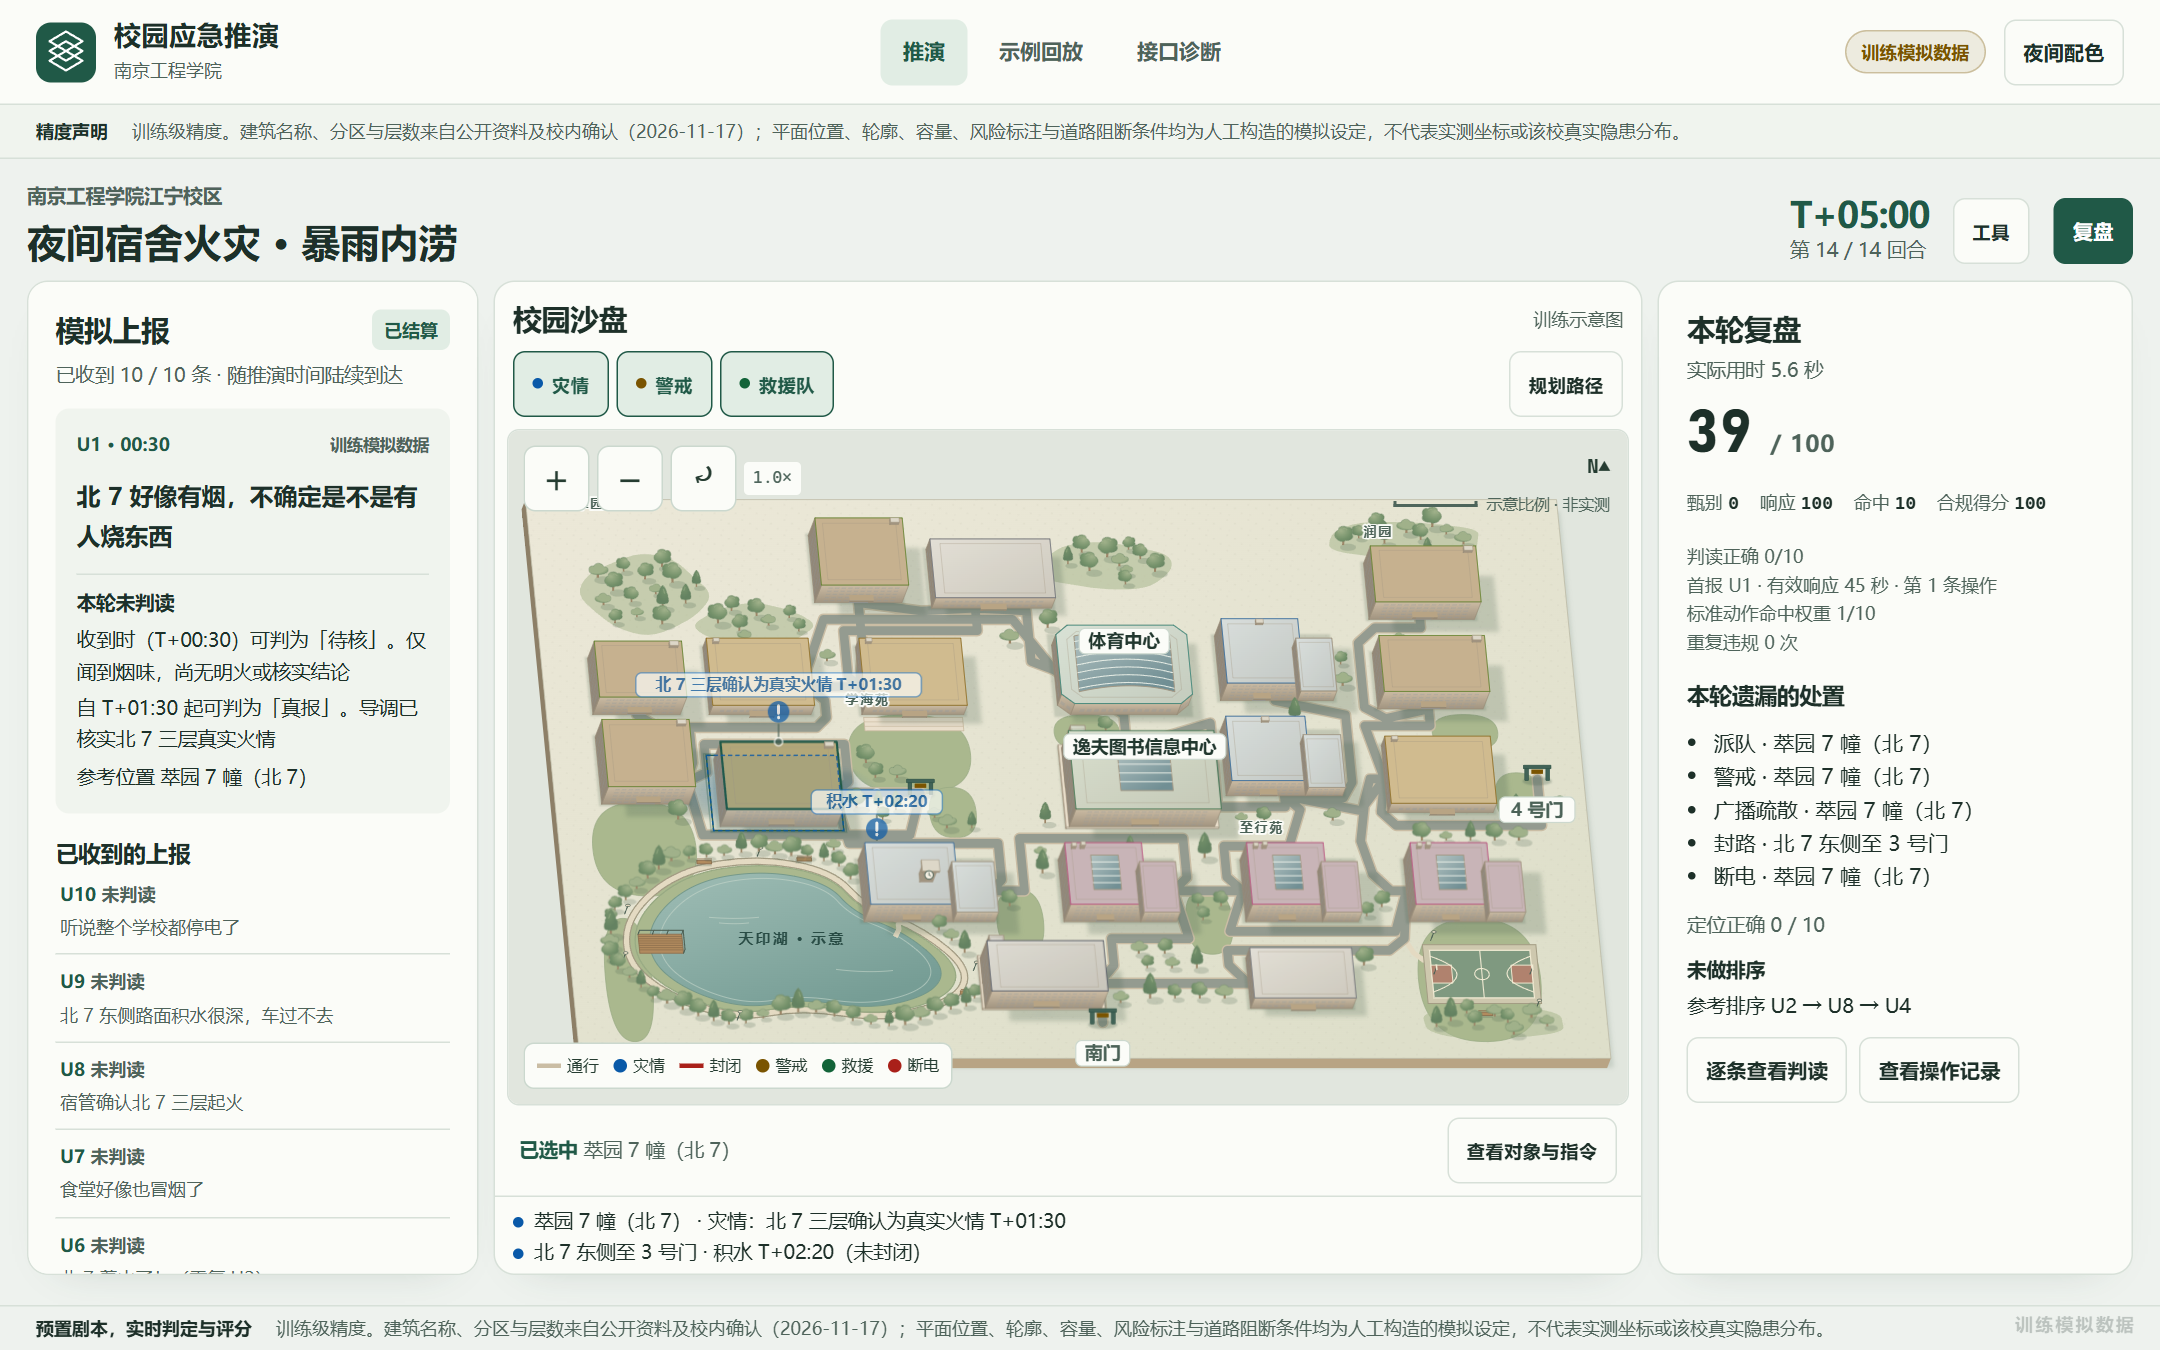 校园应急推演
南京工程学院
推演
示例回放
接口诊断
训练模拟数据
夜间配色
精度声明 训练级精度。建筑名称、分区与层数来自公开资料及校内确认（2026-11-17）；平面位置、轮廓、容量、风险标注与道路阻断条件均为人工构造的模拟设定，不代表实测坐标或该校真实隐患分布。
南京工程学院江宁校区
夜间宿舍火灾·暴雨内涝
T+05:00
第 14 / 14 回合
工具
复盘
模拟上报
已结算
已收到 10 / 10 条 · 随推演时间陆续到达
U1 · 00:30
训练模拟数据
北 7 好像有烟，不确定是不是有
人烧东西
本轮未判读
收到时（T+00:30）可判为「待核」。仅
闻到烟味，尚无明火或核实结论
自 T+01:30 起可判为「真报」。导调已
核实北 7 三层真实火情
参考位置 萃园 7 幢（北 7）
已收到的上报
U10 未判读
听说整个学校都停电了
U9 未判读
北 7 东侧路面积水很深，车过不去
U8 未判读
宿管确认北 7 三层起火
U7 未判读
食堂好像也冒烟了
U6 未判读
校园沙盘
训练示意图
灾情
警戒
救援队
规划路径
+
−
1.0×
N▲
示意比例 · 非实测
园
润园
体育中心
北 7 三层确认为真实火情 T+01:30
学海苑
逸夫图书信息中心
积水 T+02:20
4 号门
至行苑
天印湖 · 示意
南门
通行 灾情 封闭 警戒 救援 断电
已选中 萃园 7 幢（北 7）
查看对象与指令
萃园 7 幢（北 7） · 灾情：北 7 三层确认为真实火情 T+01:30
北 7 东侧至 3 号门 · 积水 T+02:20（未封闭）
本轮复盘
实际用时 5.6 秒
39 / 100
甄别 0 响应 100 命中 10 合规得分 100
判读正确 0/10
首报 U1 · 有效响应 45 秒 · 第 1 条操作
标准动作命中权重 1/10
重复违规 0 次
本轮遗漏的处置
• 派队 · 萃园 7 幢（北 7）
• 警戒 · 萃园 7 幢（北 7）
• 广播疏散 · 萃园 7 幢（北 7）
• 封路 · 北 7 东侧至 3 号门
• 断电 · 萃园 7 幢（北 7）
定位正确 0 / 10
未做排序
参考排序 U2 → U8 → U4
逐条查看判读
查看操作记录
预置剧本，实时判定与评分 训练级精度。建筑名称、分区与层数来自公开资料及校内确认（2026-11-17）；平面位置、轮廓、容量、风险标注与道路阻断条件均为人工构造的模拟设定，不代表实测坐标或该校真实隐患分布。
训练模拟数据